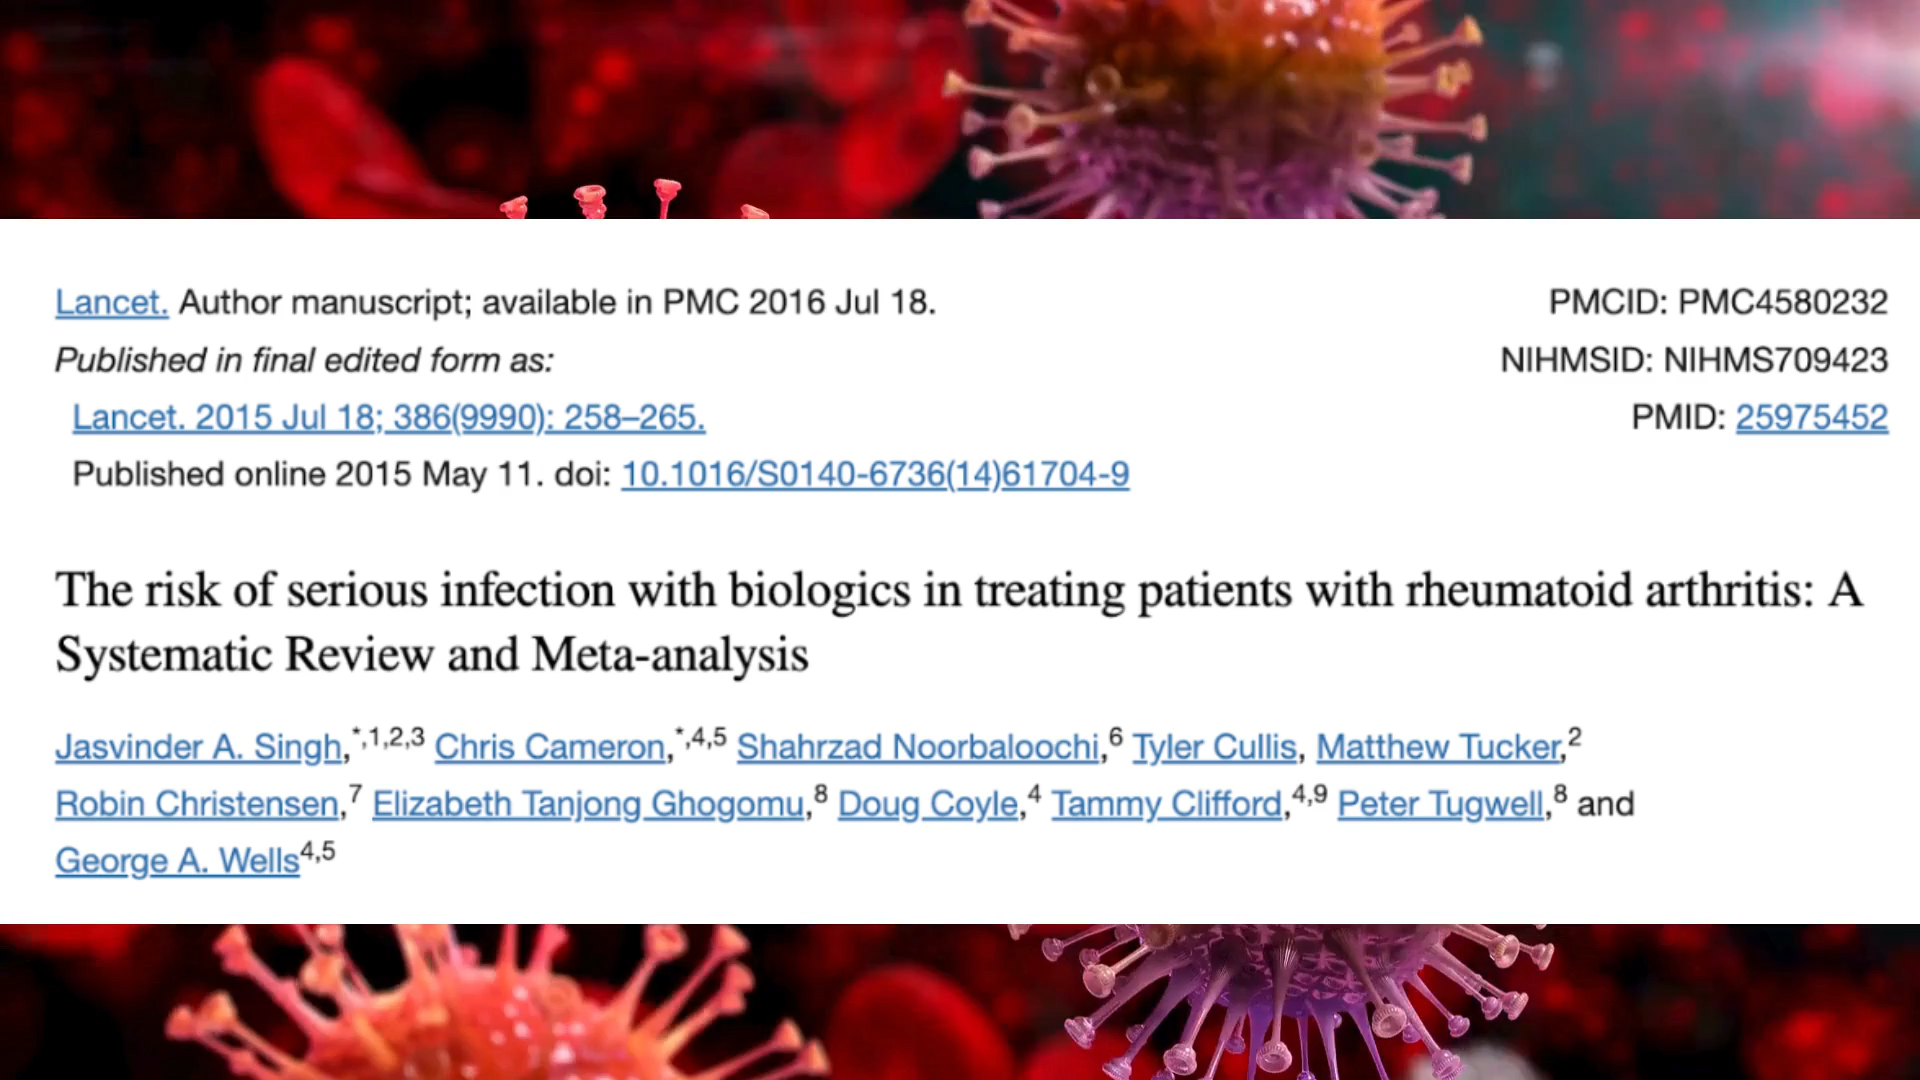 Lancet. Author manuscript; available in PMC 2016 Jul 18.
Published in final edited form as:
Lancet. 2015 Jul 18; 386(9990): 258–265.
Published online 2015 May 11. doi: 10.1016/S0140-6736(14)61704-9
PMCID: PMC4580232
NIHMSID: NIHMS709423
PMID: 25975452
The risk of serious infection with biologics in treating patients with rheumatoid arthritis: A
Systematic Review and Meta-analysis
Jasvinder A. Singh,*,1,2,3 Chris Cameron,*,4,5 Shahrzad Noorbaloochi,6 Tyler Cullis, Matthew Tucker,2
Robin Christensen,7 Elizabeth Tanjong Ghogomu,8 Doug Coyle,4 Tammy Clifford,4,9 Peter Tugwell,8 and
George A. Wells4,5